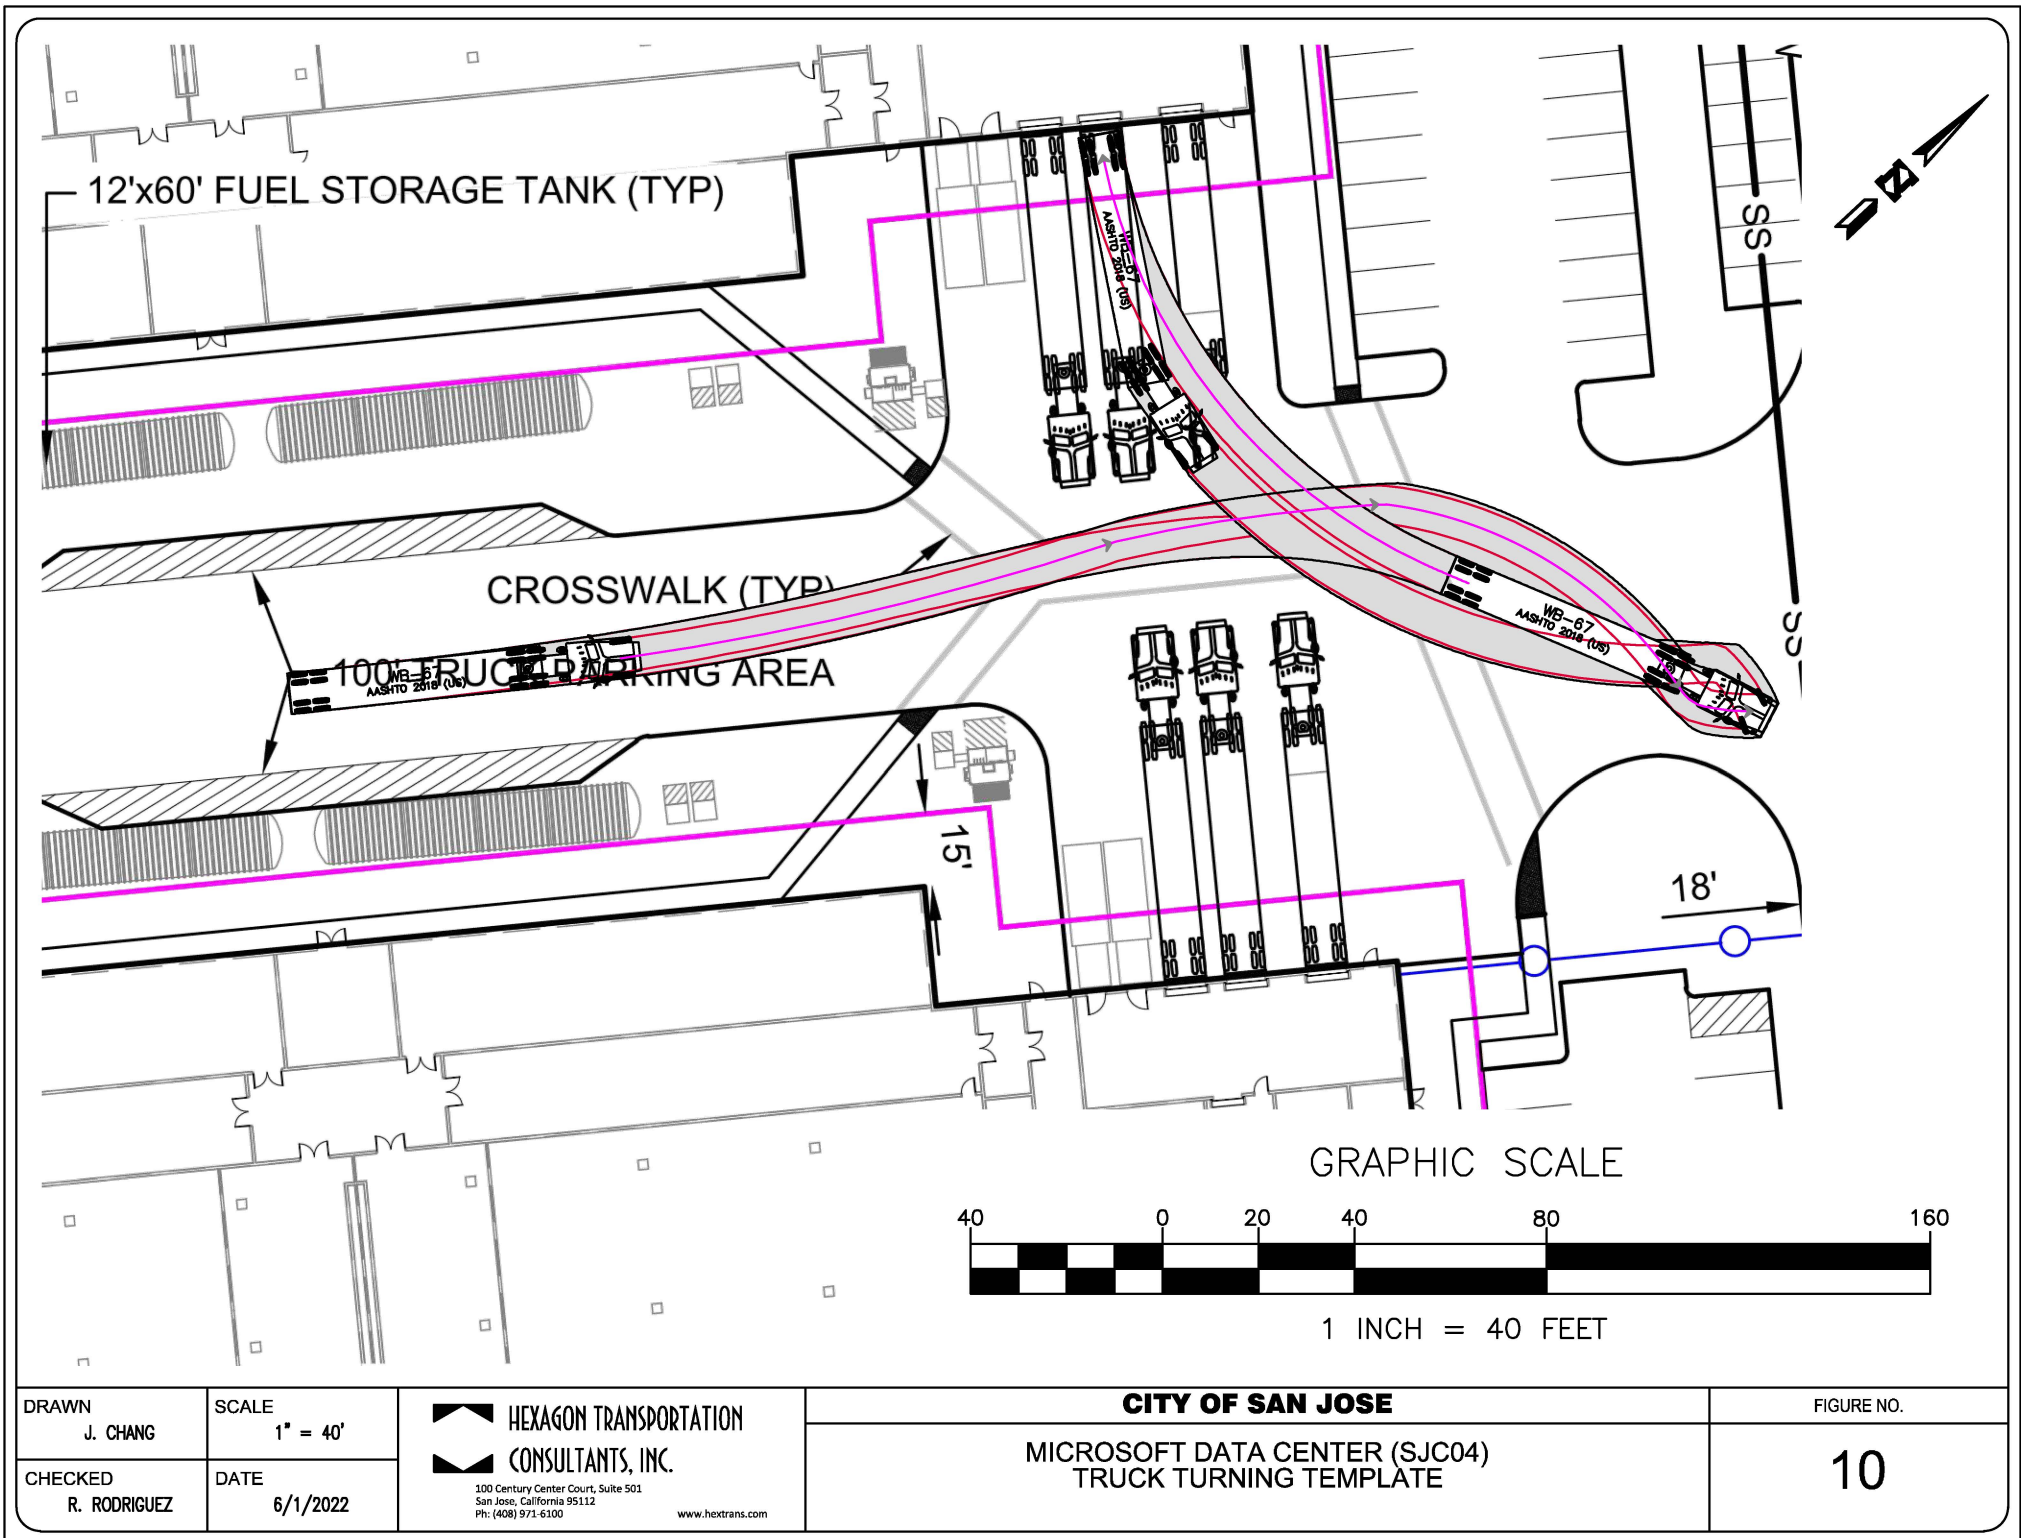 12'x60' FUEL STORAGE TANK (TYP)
WB-67
AASHTO 2018 (US)
SS
CROSSWALK (TYP)
WB-67
AASHTO 2018 (US)
SS
100' TRUCK PARKING AREA
WB-67
AASHTO 2018 (US)
15'
18'
N
GRAPHIC SCALE
40 0 20 40 80 160
1 INCH = 40 FEET
DRAWN
J. CHANG
SCALE
1" = 40'
CHECKED
R. RODRIGUEZ
DATE
6/1/2022
HEXAGON TRANSPORTATION
CONSULTANTS, INC.
100 Century Center Court, Suite 501
San Jose, California 95112
Ph: (408) 971-6100
www.hextrans.com
CITY OF SAN JOSE
MICROSOFT DATA CENTER (SJC04)
TRUCK TURNING TEMPLATE
FIGURE NO.
10